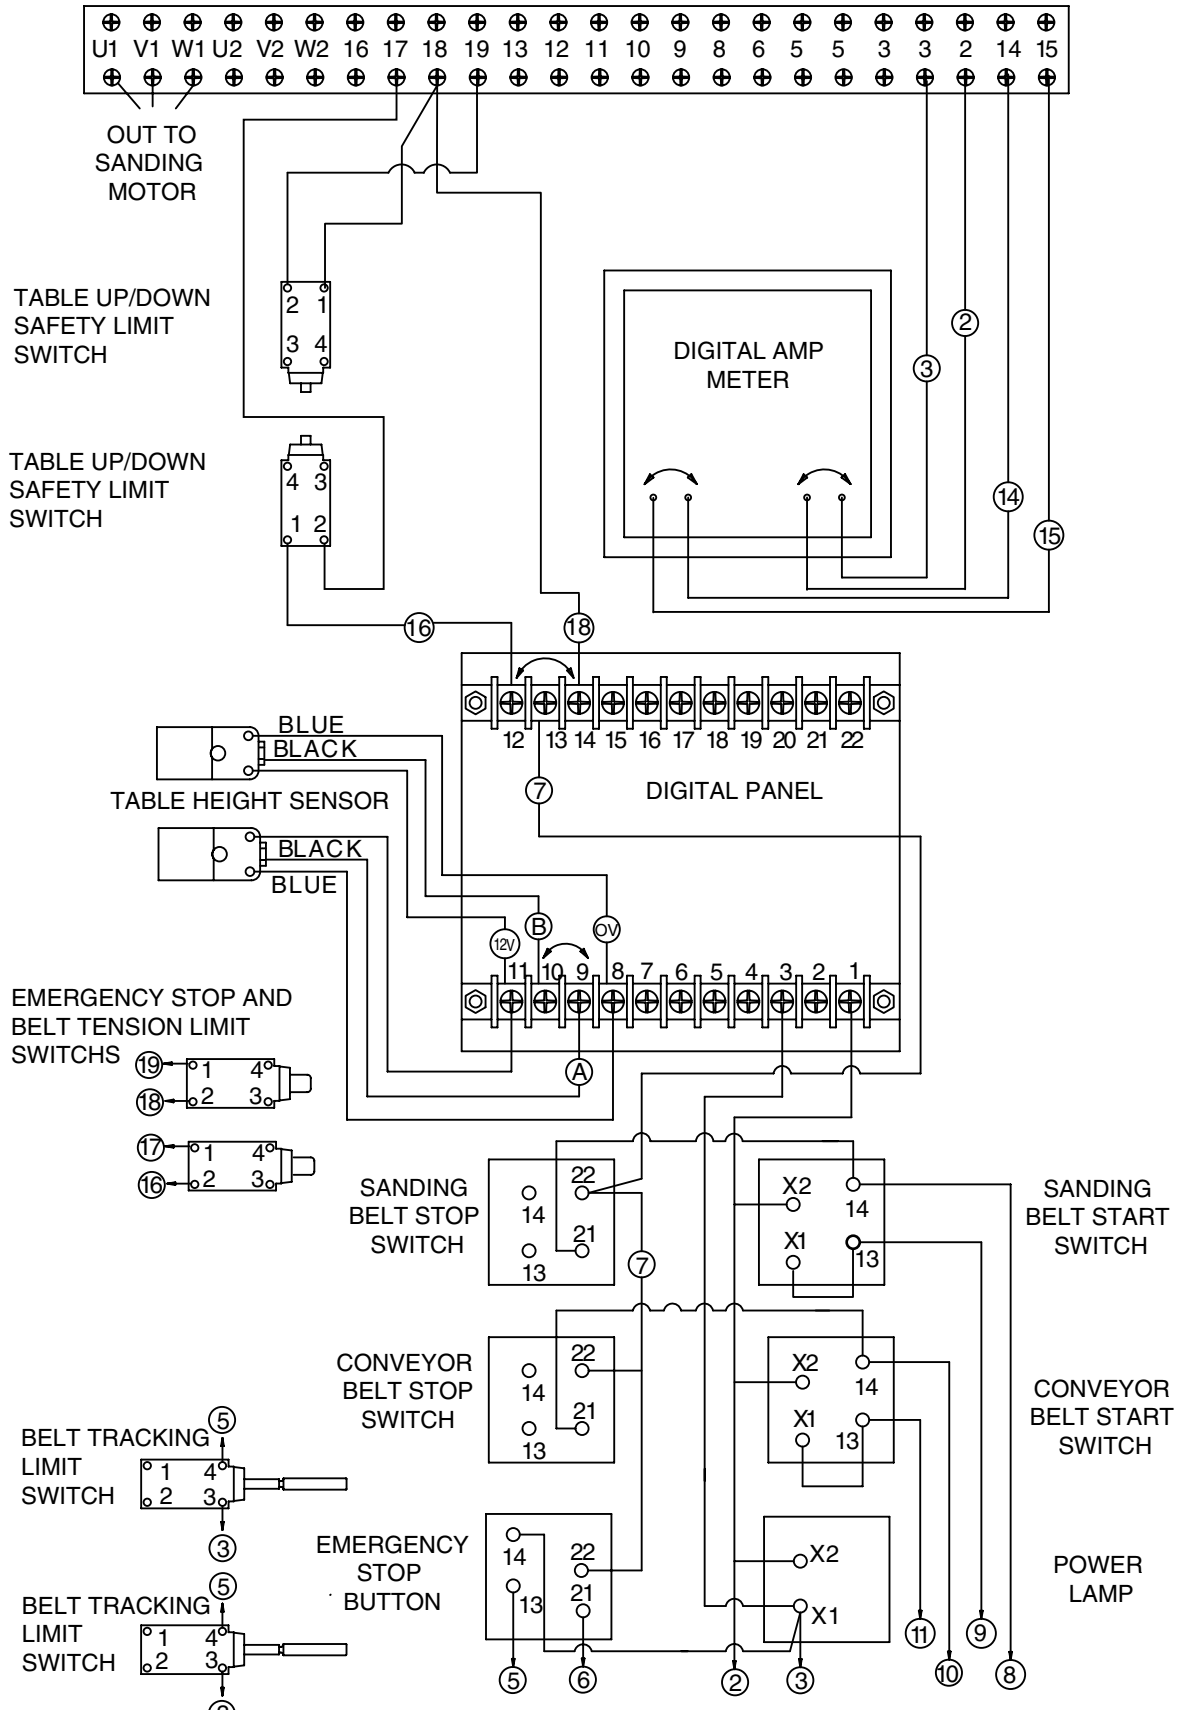 U1 V1 W1 U2 V2 W2 16 17 18 19 13 12 11 10 9 8 6 5 5 3 3 2 14 15
OUT TO
SANDING
MOTOR
TABLE UP/DOWN
SAFETY LIMIT
SWITCH
2 1
3 4
DIGITAL AMP
METER
2
3
14
15
TABLE UP/DOWN
SAFETY LIMIT
SWITCH
4 3
1 2
16
18
12 13 14 15 16 17 18 19 20 21 22
BLUE
BLACK
TABLE HEIGHT SENSOR
7
DIGITAL PANEL
BLACK
BLUE
12V
B
0V
11 10 9 8 7 6 5 4 3 2 1
A
EMERGENCY STOP AND
BELT TENSION LIMIT
SWITCHS
19
18
1 4
2 3
17
16
1 4
2 3
SANDING
BELT STOP
SWITCH
22
14
21
13
7
X2
14
X1
13
SANDING
BELT START
SWITCH
CONVEYOR
BELT STOP
SWITCH
22
14
21
13
X2
14
X1
13
CONVEYOR
BELT START
SWITCH
BELT TRACKING
LIMIT
SWITCH
5
1 4
2 3
3
EMERGENCY
STOP
BUTTON
14
22
13
21
5
6
X2
X1
POWER
LAMP
2
3
11
10
9
8
BELT TRACKING
LIMIT
SWITCH
5
1 4
2 3